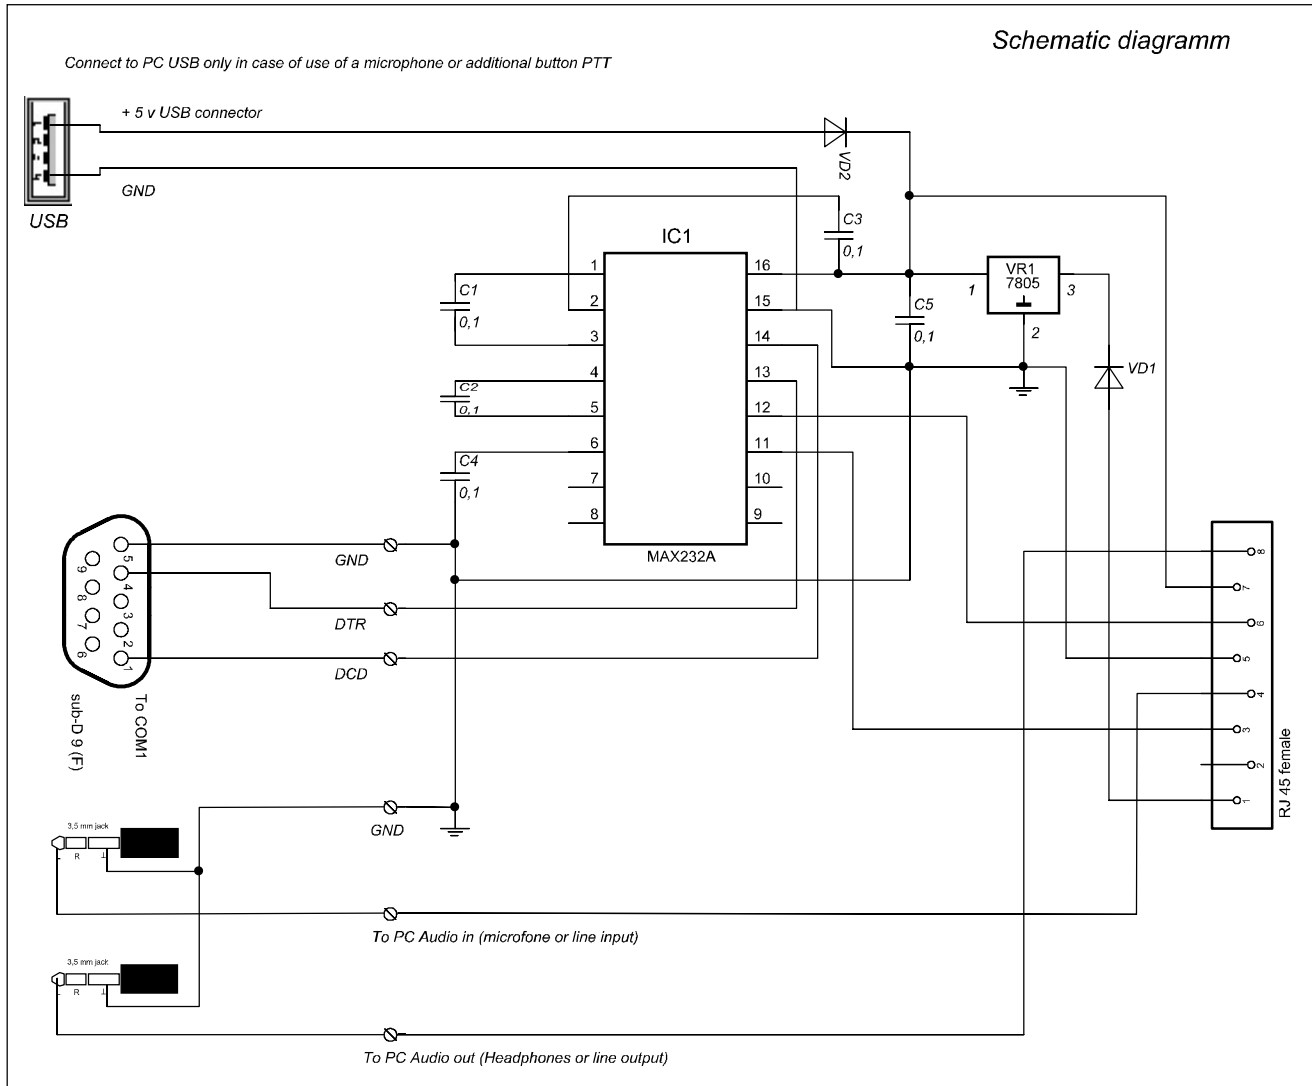 Schematic diagramm
Connect to PC USB only in case of use of a microphone or additional button PTT
+ 5 v USB connector
GND
USB
VD2
C3
0,1
IC1
1
2
3
4
5
6
7
8
16
15
14
13
12
11
10
9
MAX232A
C1
0,1
C2
0,1
C4
0,1
C5
0,1
VR1
7805
1
3
2
VD1
GND
DTR
DCD
5
4
3
2
1
9
8
7
6
To COM1
sub-D 9 (F)
8
7
6
5
4
3
2
1
RJ 45 female
GND
3,5 mm jack
R
To PC Audio in (microfone or line input)
3,5 mm jack
R
To PC Audio out (Headphones or line output)